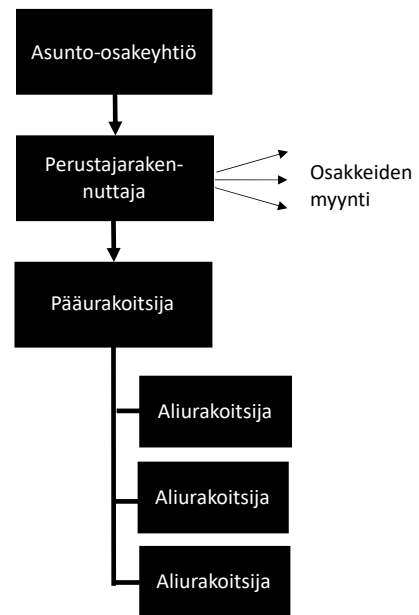 Asunto-osakeyhtiö
Perustajaraken-
nuttaja
Osakkeiden
myynti
Pääurakoitsija
Aliurakoitsija
Aliurakoitsija
Aliurakoitsija